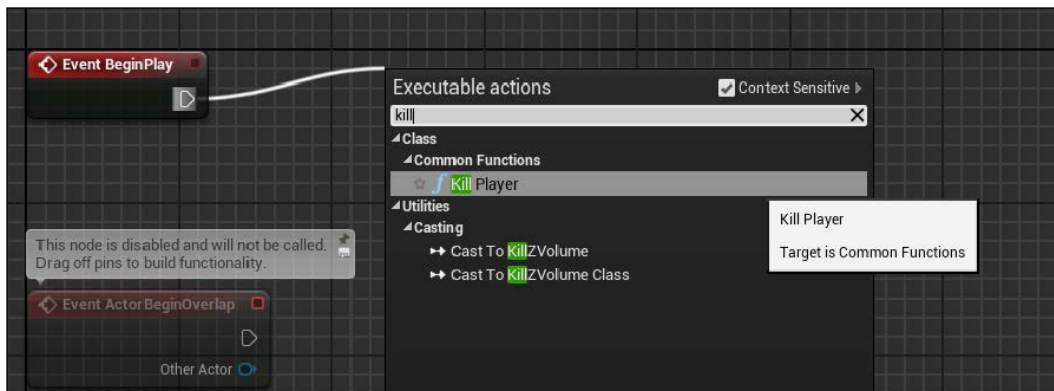 Event BeginPlay
Executable actions
Context Sensitive
kill
Class
Common Functions
Kill Player
Utilities
Casting
Cast To KillZVolume
Cast To KillZVolume Class
Kill Player
Target is Common Functions
This node is disabled and will not be called.
Drag off pins to build functionality.
Event ActorBeginOverlap
Other Actor